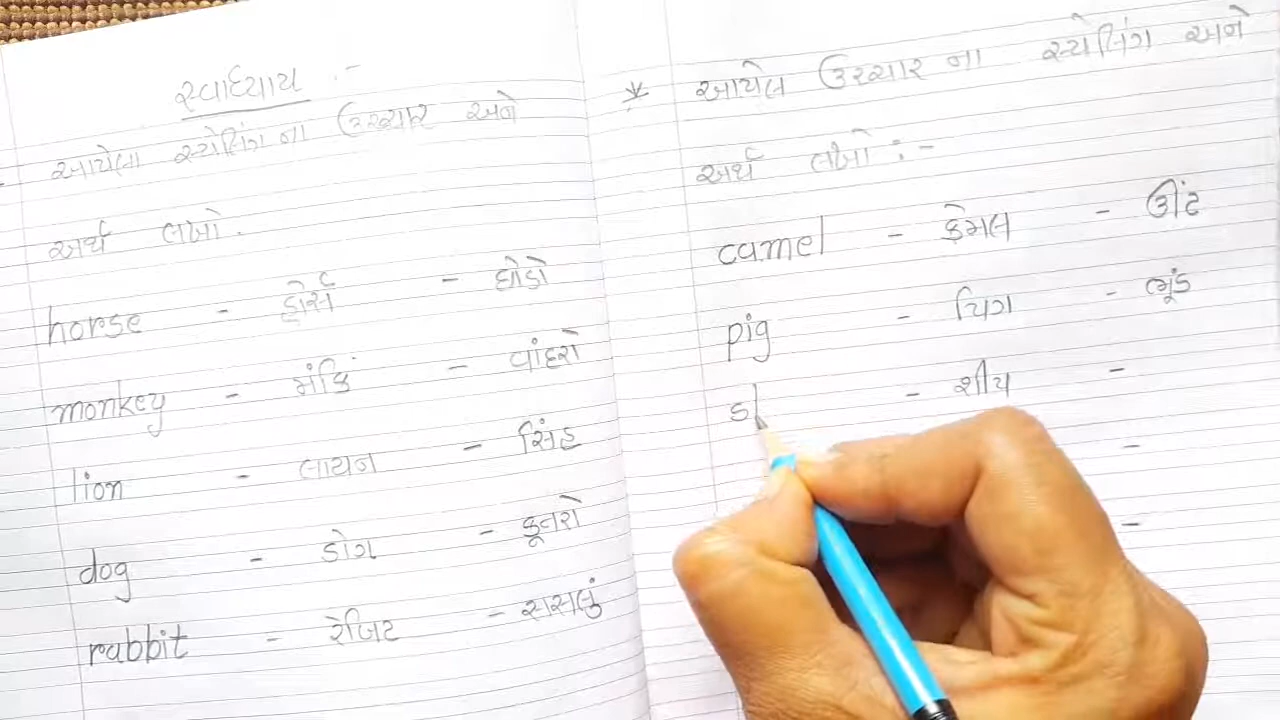 સ્વાધ્યાય :-
આપેલા સ્પેલિંગ ના ઉચ્ચાર અને
અર્થ લખો.
horse - હોર્સ - ઘોડો
monkey - મંકિ - વાંદરો
lion - લાયન - સિંહ
dog - ડોગ - કૂતરો
rabbit - રેબિટ - સસલું
* આપેલ ઉચ્ચાર ના સ્પેલિંગ અને
અર્થ લખો :-
camel - કેમલ - ઊંટ
pig - પિગ - ભૂંડ
sl - શીપ -
-
-